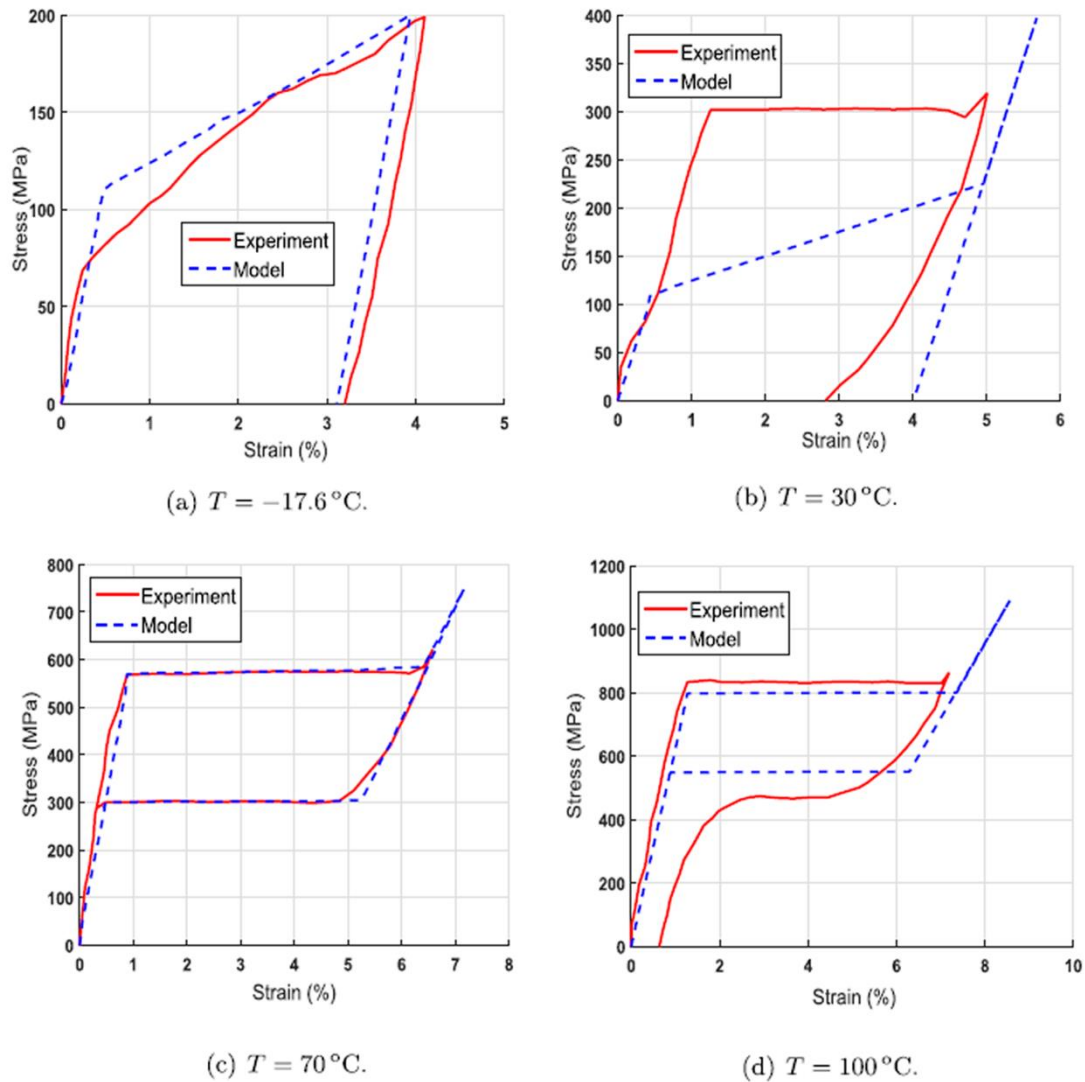 200
150
100
50
0
Stress (MPa)
Experiment
Model
0 1 2 3 4 5
Strain (%)
(a) T = −17.6 °C.
400
350
300
250
200
150
100
50
0
Stress (MPa)
Experiment
Model
0 1 2 3 4 5 6
Strain (%)
(b) T = 30 °C.
800
700
600
500
400
300
200
100
0
Stress (MPa)
Experiment
Model
0 1 2 3 4 5 6 7 8
Strain (%)
(c) T = 70 °C.
1200
1000
800
600
400
200
0
Stress (MPa)
Experiment
Model
0 2 4 6 8 10
Strain (%)
(d) T = 100 °C.